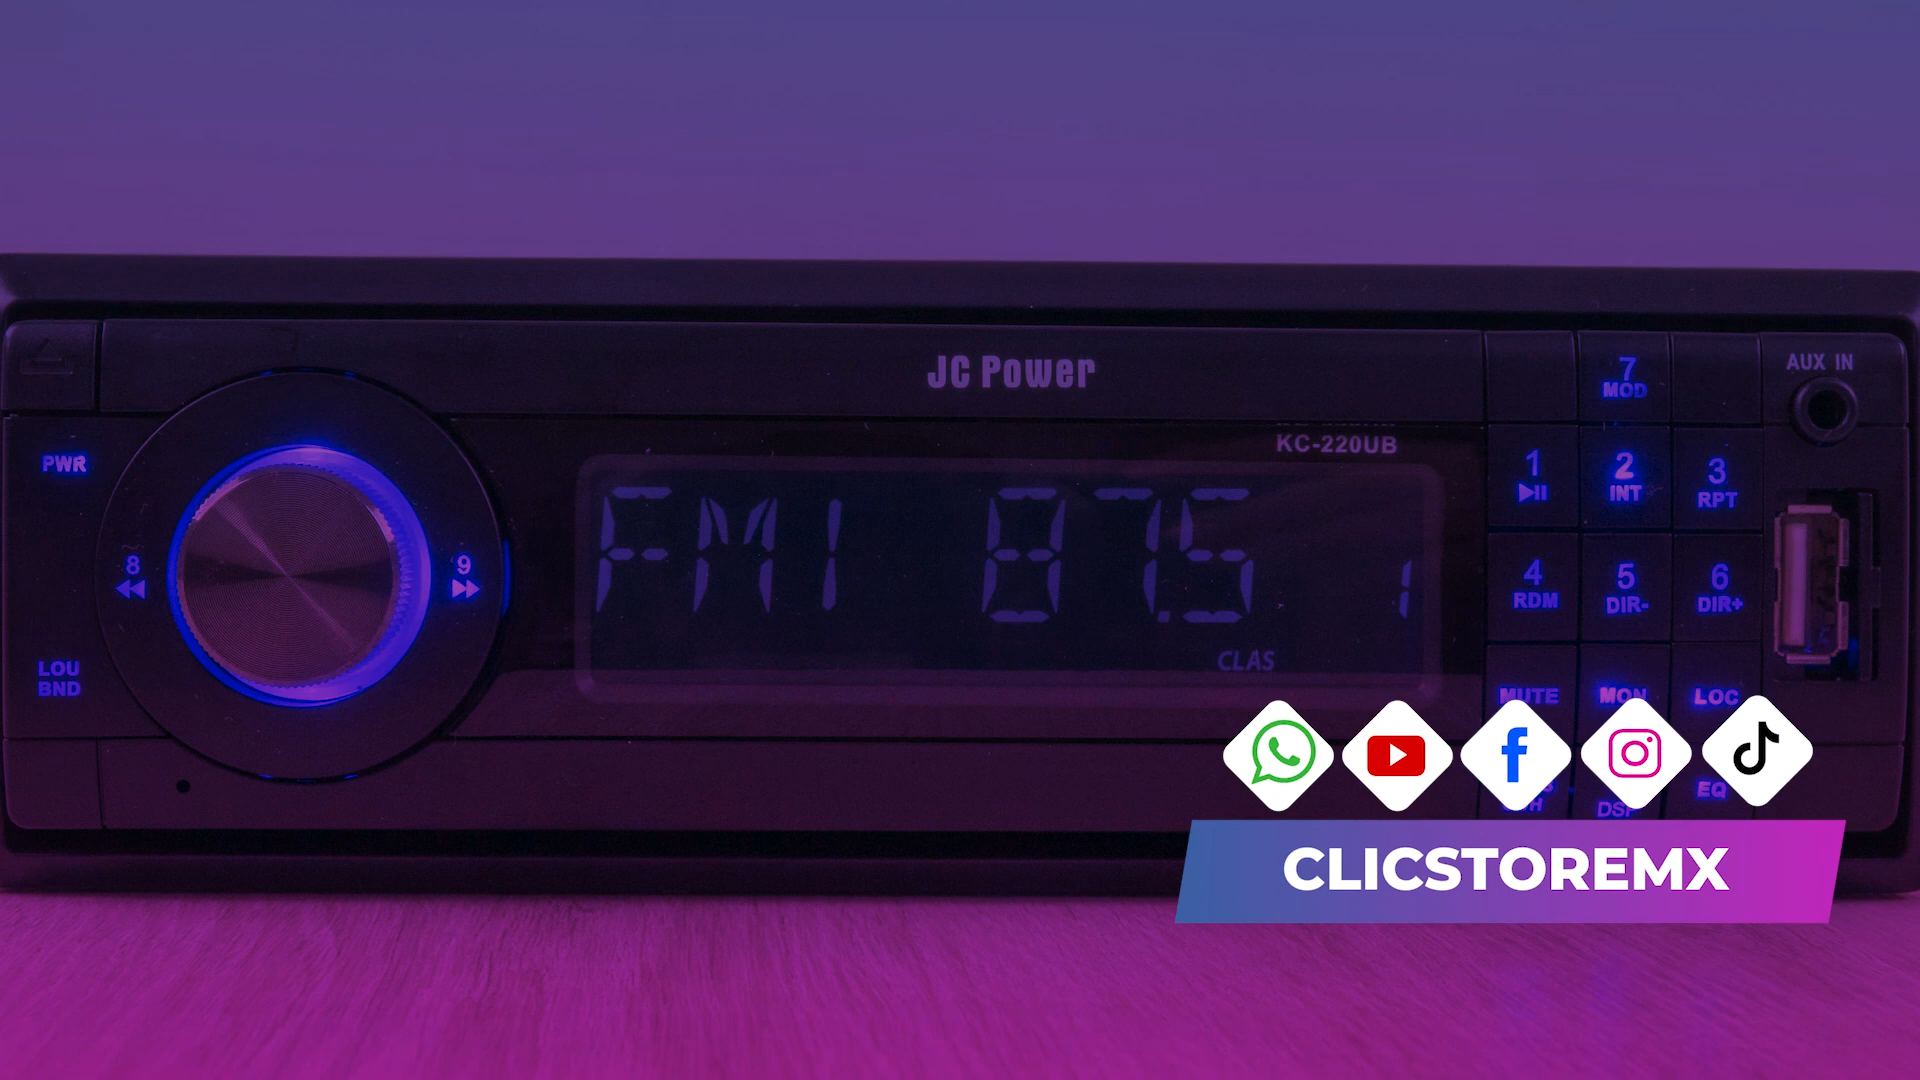 JC Power
7
MOD
AUX IN
KC-220UB
PWR
1
2
INT
3
RPT
FM1 87.5 1
8
9
4
RDM
5
DIR-
6
DIR+
CLAS
LOU
BND
MUTE
MON
LOC
EQ
CLICSTOREMX